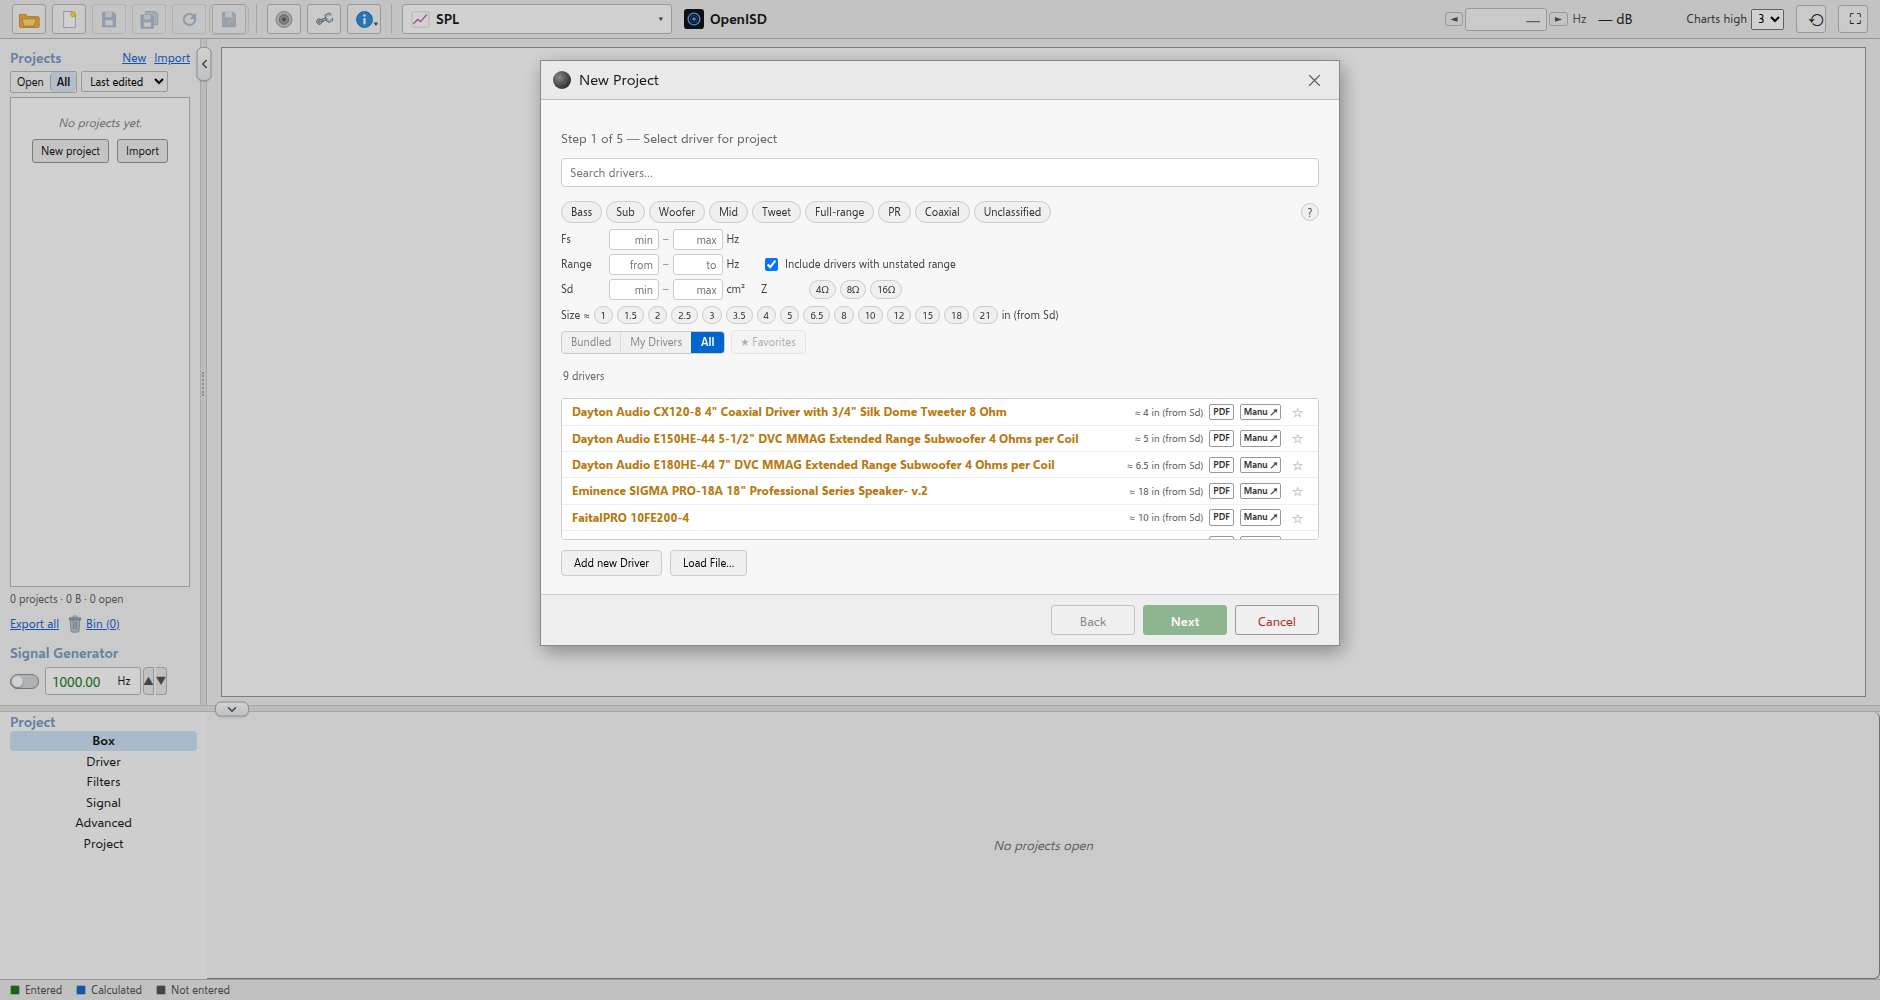 SPL
OpenISD
—
Hz
— dB
Charts high
3
Projects
New
Import
Open
All
Last edited
No projects yet.
New project
Import
0 projects · 0 B · 0 open
Export all
Bin (0)
Signal Generator
1000.00 Hz
Project
Box
Driver
Filters
Signal
Advanced
Project
New Project
Step 1 of 5 — Select driver for project
Search drivers...
Bass Sub Woofer Mid Tweet Full-range PR Coaxial Unclassified ?
Fs min – max Hz
Range from – to Hz Include drivers with unstated range
Sd min – max cm² Z 4Ω 8Ω 16Ω
Size ≈ 1 1.5 2 2.5 3 3.5 4 5 6.5 8 10 12 15 18 21 in (from Sd)
Bundled My Drivers All ★ Favorites
9 drivers
Dayton Audio CX120-8 4" Coaxial Driver with 3/4" Silk Dome Tweeter 8 Ohm ≈ 4 in (from Sd) PDF Manu ↗ ☆
Dayton Audio E150HE-44 5-1/2" DVC MMAG Extended Range Subwoofer 4 Ohms per Coil ≈ 5 in (from Sd) PDF Manu ↗ ☆
Dayton Audio E180HE-44 7" DVC MMAG Extended Range Subwoofer 4 Ohms per Coil ≈ 6.5 in (from Sd) PDF Manu ↗ ☆
Eminence SIGMA PRO-18A 18" Professional Series Speaker- v.2 ≈ 18 in (from Sd) PDF Manu ↗ ☆
FaitalPRO 10FE200-4 ≈ 10 in (from Sd) PDF Manu ↗ ☆
Add new Driver
Load File...
Back
Next
Cancel
No projects open
Entered
Calculated
Not entered